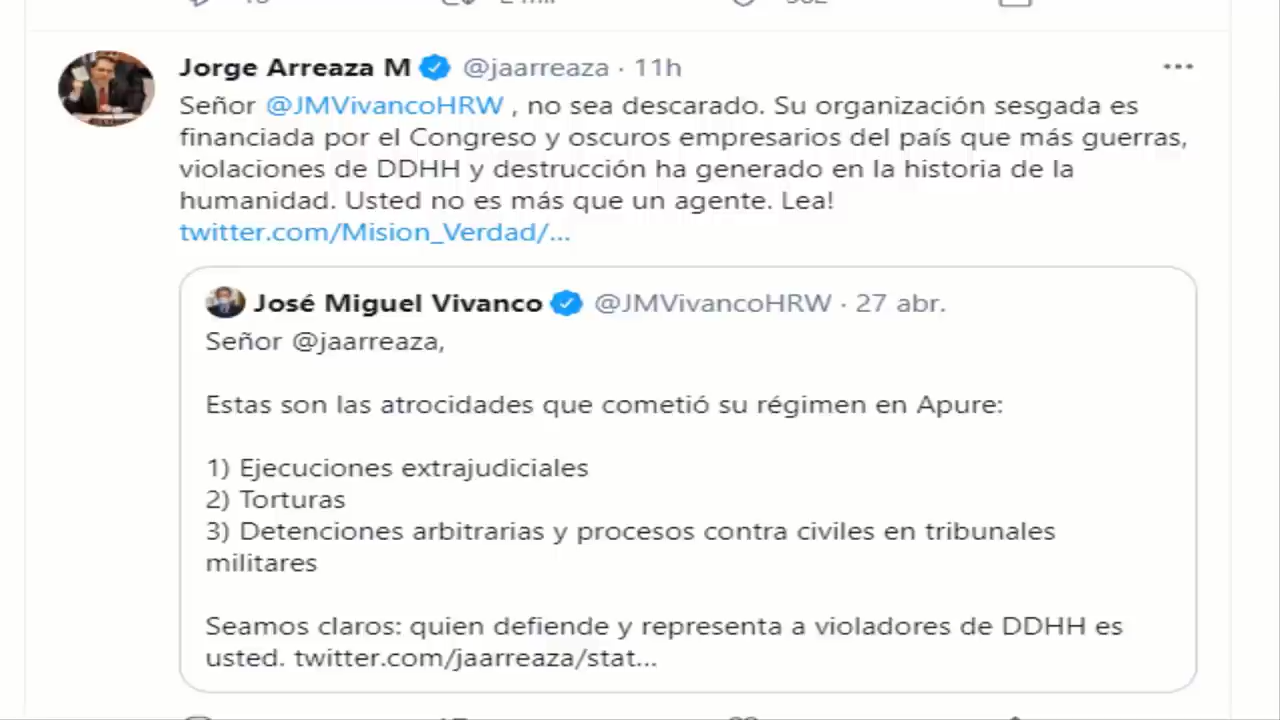 Jorge Arreaza M @jaarreaza · 11h
Señor @JMVivancoHRW , no sea descarado. Su organización sesgada es
financiada por el Congreso y oscuros empresarios del país que más guerras,
violaciones de DDHH y destrucción ha generado en la historia de la
humanidad. Usted no es más que un agente. Lea!
twitter.com/Mision_Verdad/...
José Miguel Vivanco @JMVivancoHRW · 27 abr.
Señor @jaarreaza,
Estas son las atrocidades que cometió su régimen en Apure:
1) Ejecuciones extrajudiciales
2) Torturas
3) Detenciones arbitrarias y procesos contra civiles en tribunales
militares
Seamos claros: quien defiende y representa a violadores de DDHH es
usted. twitter.com/jaarreaza/stat...